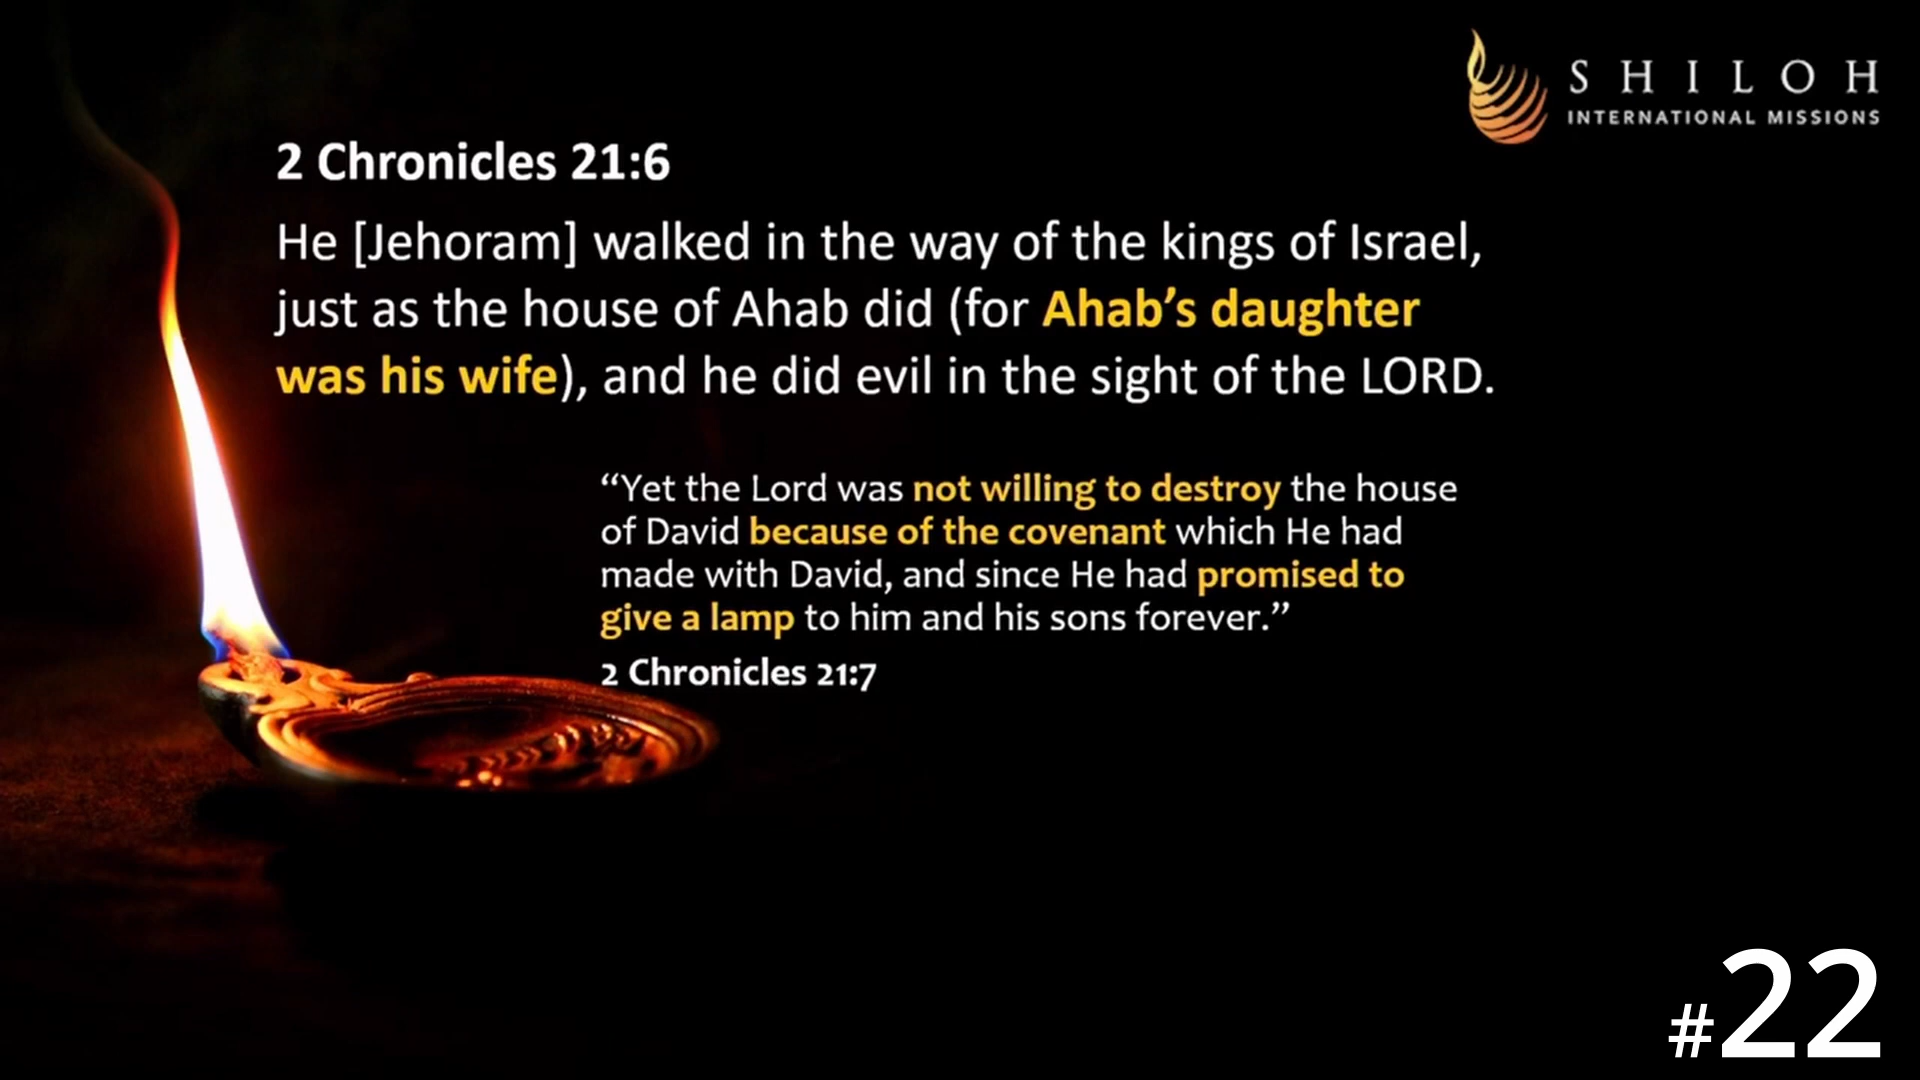 SHILOH
INTERNATIONAL MISSIONS
2 Chronicles 21:6
He [Jehoram] walked in the way of the kings of Israel,
just as the house of Ahab did (for Ahab’s daughter
was his wife), and he did evil in the sight of the LORD.
“Yet the Lord was not willing to destroy the house
of David because of the covenant which He had
made with David, and since He had promised to
give a lamp to him and his sons forever.”
2 Chronicles 21:7
#22